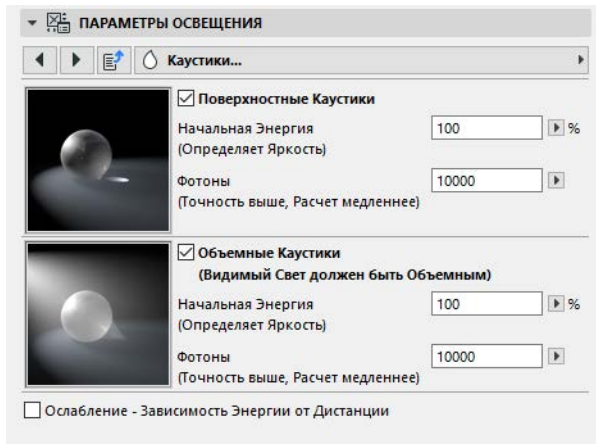 ПАРАМЕТРЫ ОСВЕЩЕНИЯ
Каустики...
Поверхностные Каустики
Начальная Энергия 100 %
(Определяет Яркость)
Фотоны 10000
(Точность выше, Расчет медленнее)
Объемные Каустики
(Видимый Свет должен быть Объемным)
Начальная Энергия 100 %
(Определяет Яркость)
Фотоны 10000
(Точность выше, Расчет медленнее)
Ослабление - Зависимость Энергии от Дистанции